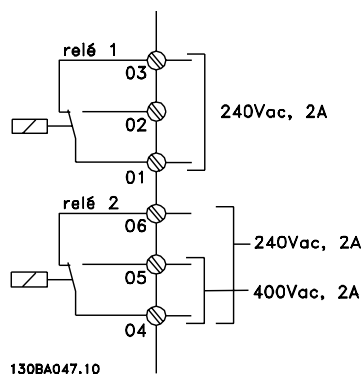 relé 1
03
02
240Vac, 2A
01
relé 2
06
240Vac, 2A
05
400Vac, 2A
04
130BA047.10